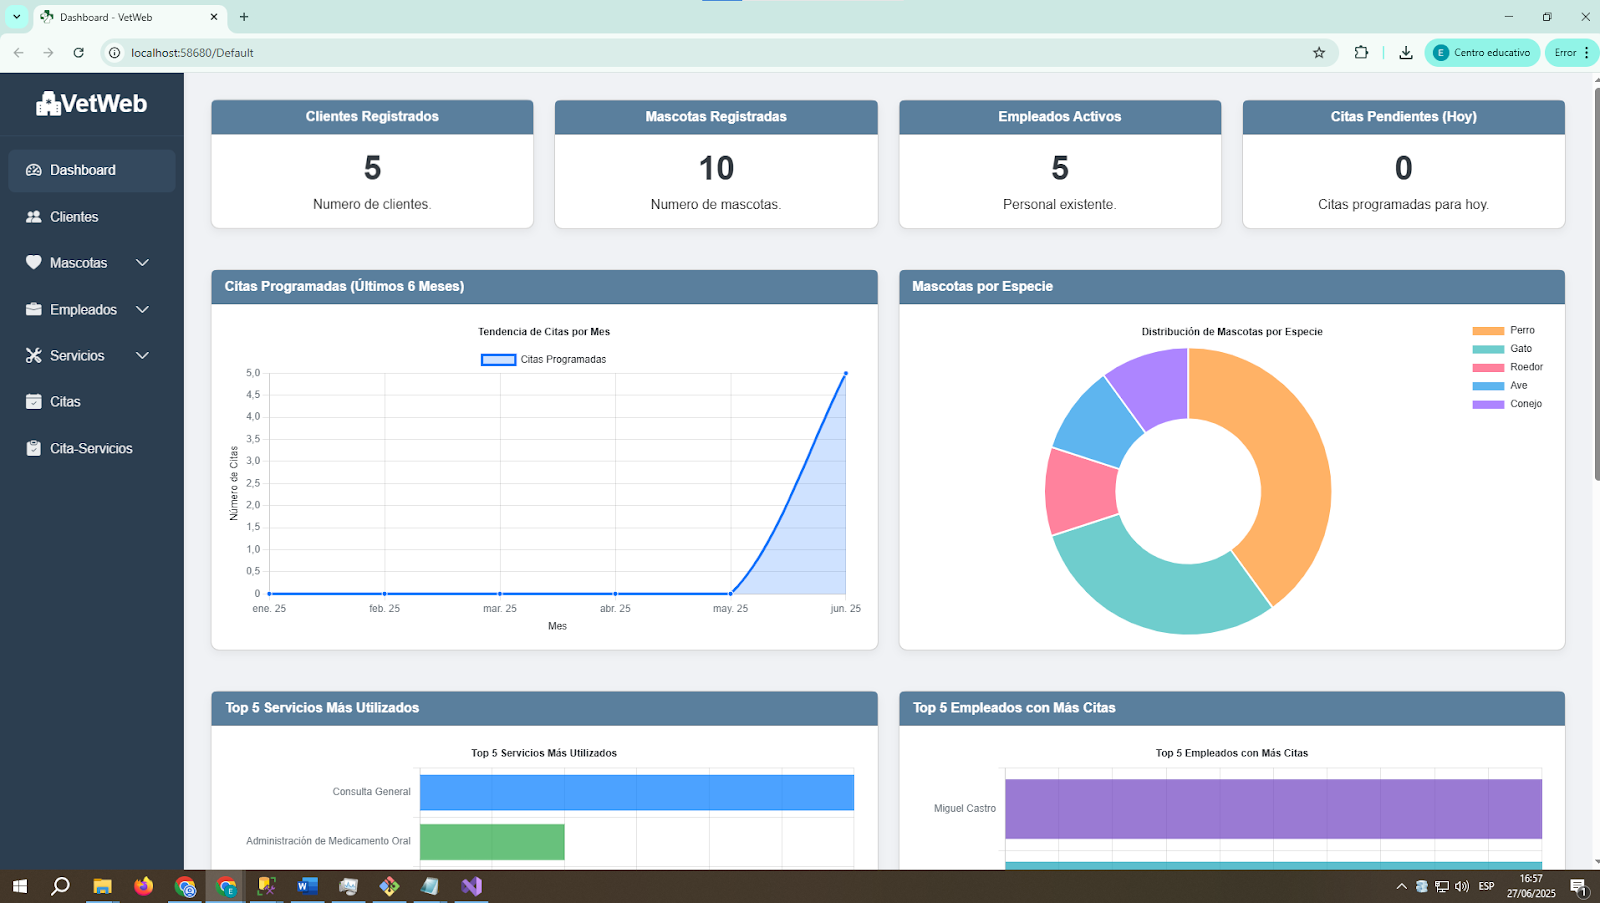 Dashboard - VetWeb
localhost:58680/Default
E Centro educativo
Error
VetWeb
Dashboard
Clientes
Mascotas
Empleados
Servicios
Citas
Cita-Servicios
Clientes Registrados
5
Numero de clientes.
Mascotas Registradas
10
Numero de mascotas.
Empleados Activos
5
Personal existente.
Citas Pendientes (Hoy)
0
Citas programadas para hoy.
Citas Programadas (Últimos 6 Meses)
Tendencia de Citas por Mes
Citas Programadas
Número de Citas
5,0
4,5
4,0
3,5
3,0
2,5
2,0
1,5
1,0
0,5
0
ene. 25 feb. 25 mar. 25 abr. 25 may. 25 jun. 25
Mes
Mascotas por Especie
Distribución de Mascotas por Especie
Perro
Gato
Roedor
Ave
Conejo
Top 5 Servicios Más Utilizados
Top 5 Servicios Más Utilizados
Consulta General
Administración de Medicamento Oral
Top 5 Empleados con Más Citas
Top 5 Empleados con Más Citas
Miguel Castro
ESP
16:57
27/06/2025
1